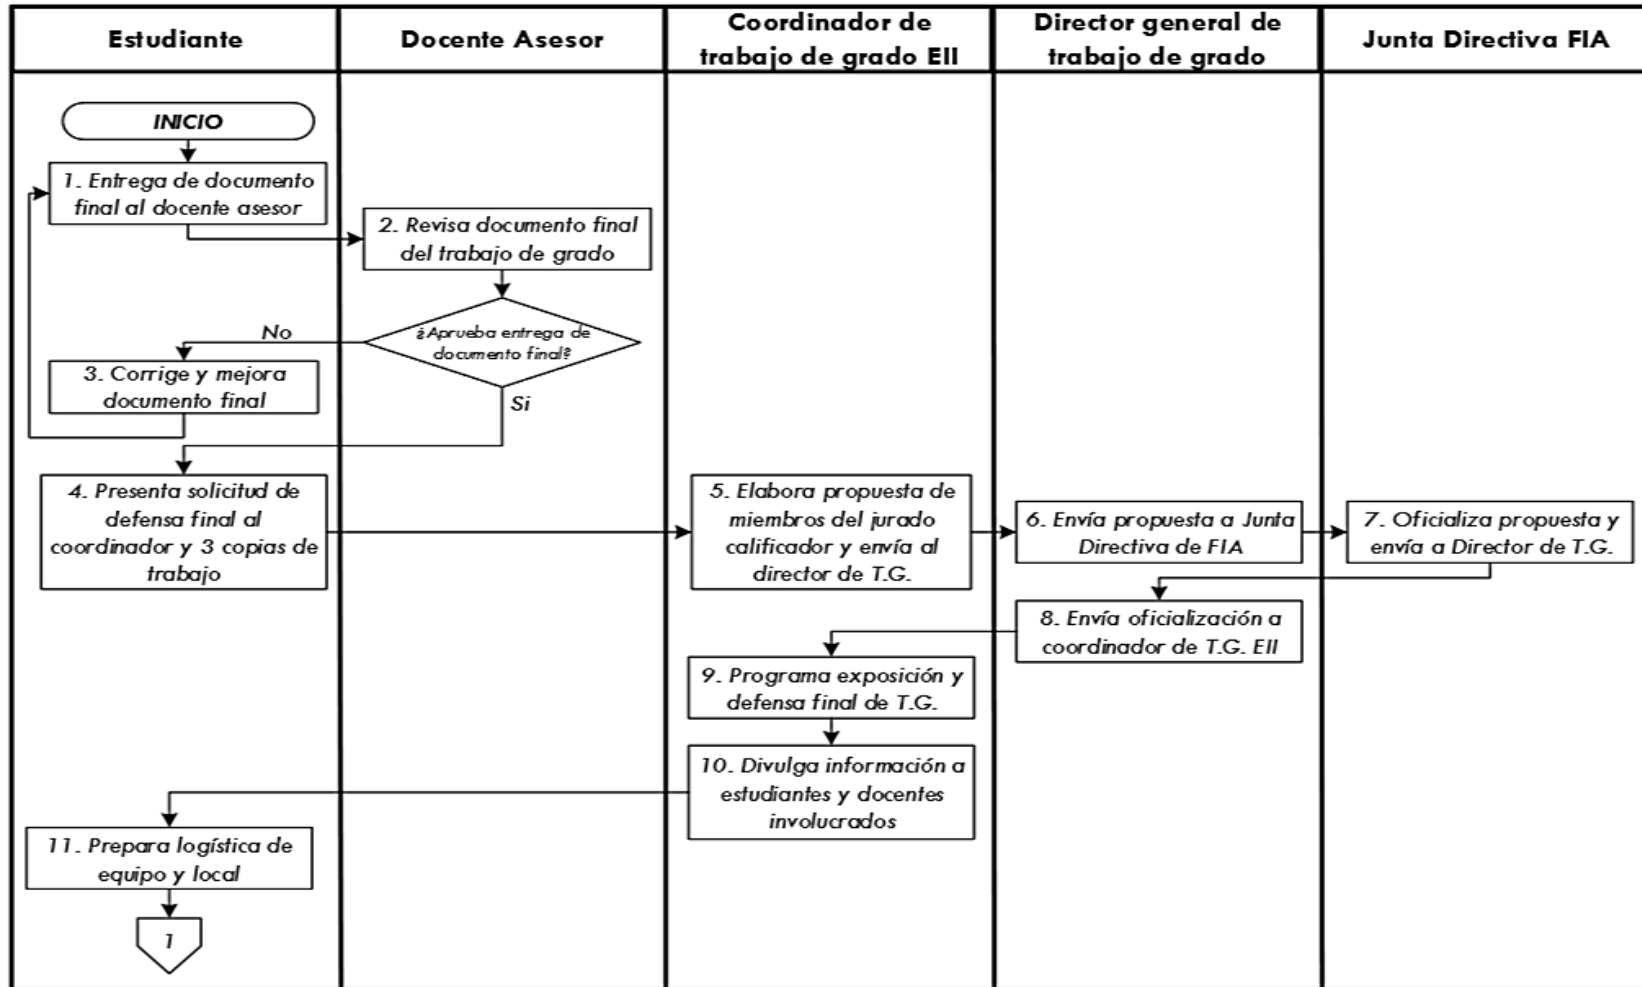 Estudiante
Docente Asesor
Coordinador de
trabajo de grado EII
Director general de
trabajo de grado
Junta Directiva FIA
INICIO
1. Entrega de documento
final al docente asesor
2. Revisa documento final
del trabajo de grado
¿Aprueba entrega de
documento final?
No
Si
3. Corrige y mejora
documento final
4. Presenta solicitud de
defensa final al
coordinador y 3 copias de
trabajo
5. Elabora propuesta de
miembros del jurado
calificador y envía al
director de T.G.
6. Envía propuesta a Junta
Directiva de FIA
7. Oficializa propuesta y
envía a Director de T.G.
8. Envía oficialización a
coordinador de T.G. EII
9. Programa exposición y
defensa final de T.G.
10. Divulga información a
estudiantes y docentes
involucrados
11. Prepara logística de
equipo y local
1